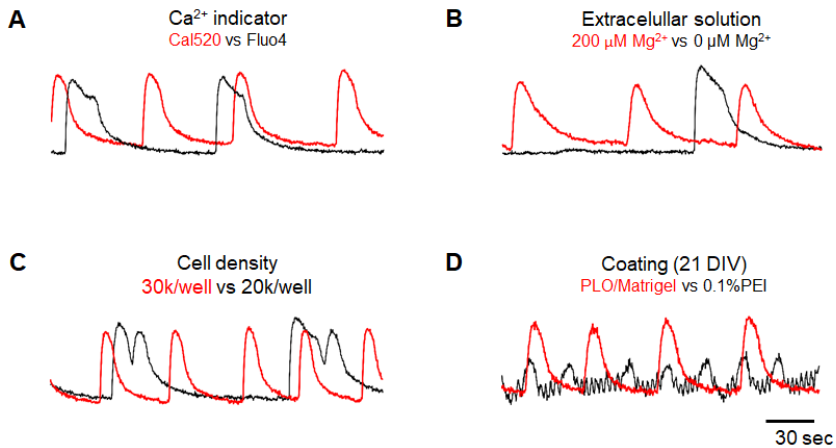 A
Ca²⁺ indicator
Cal520 vs Fluo4
B
Extracelullar solution
200 µM Mg²⁺ vs 0 µM Mg²⁺
C
Cell density
30k/well vs 20k/well
D
Coating (21 DIV)
PLO/Matrigel vs 0.1%PEI
30 sec